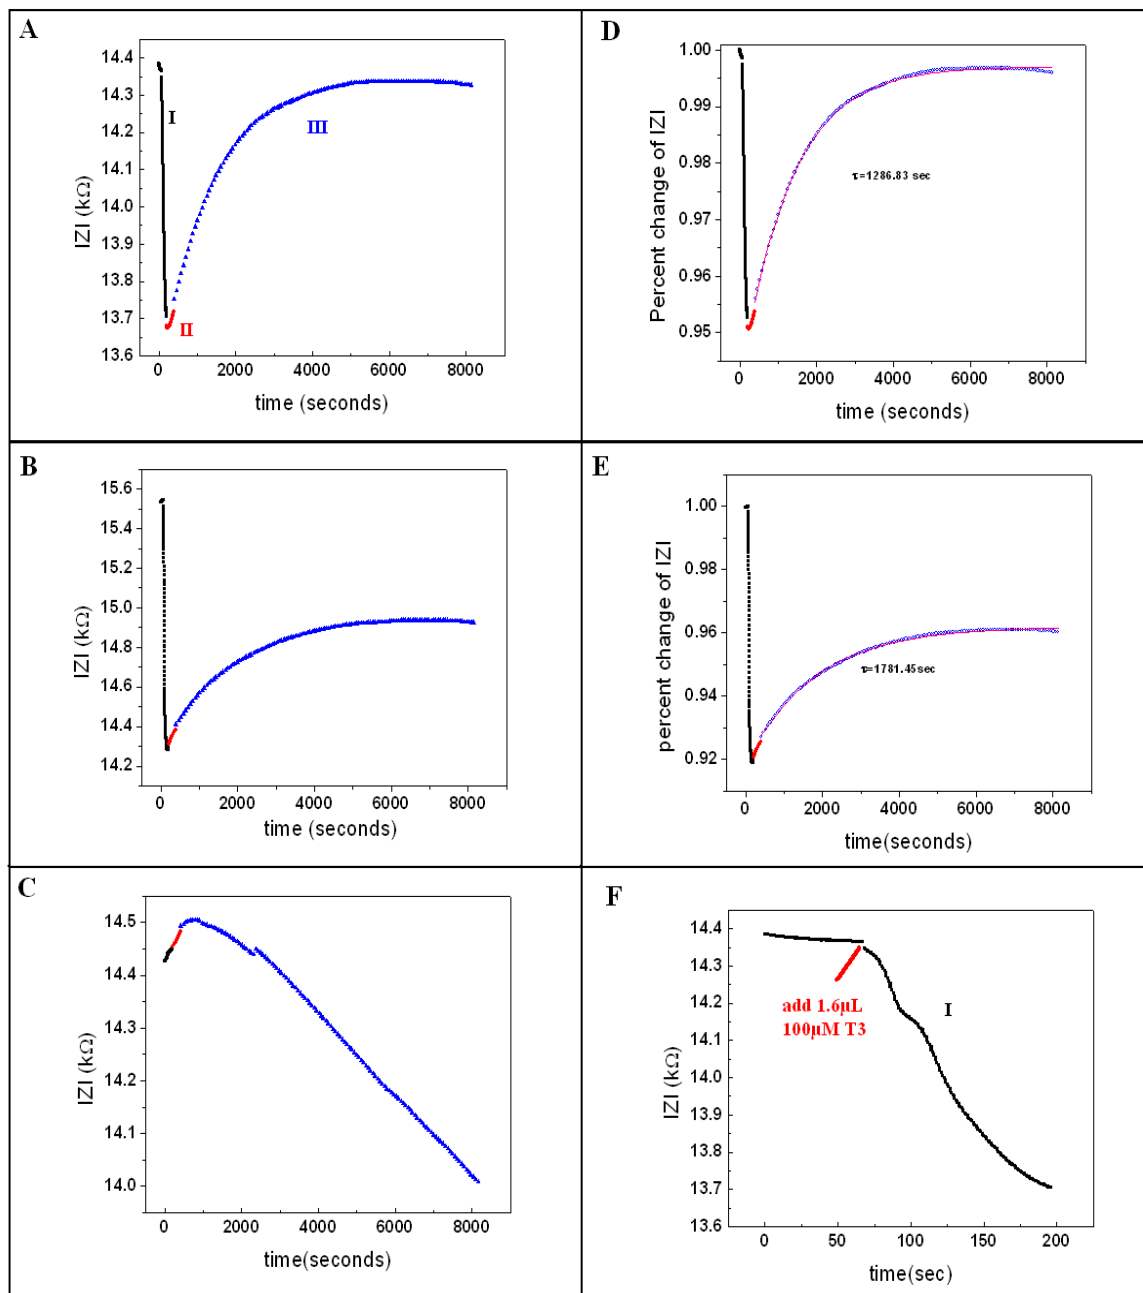 A
14.4
14.3
14.2
14.1
14.0
13.9
13.8
13.7
13.6
IZI (kΩ)
I
II
III
0
2000
4000
6000
8000
time (seconds)
D
1.00
0.99
0.98
0.97
0.96
0.95
Percent change of IZI
τ=1286.83 sec
0
2000
4000
6000
8000
time (seconds)
B
15.6
15.4
15.2
15.0
14.8
14.6
14.4
14.2
IZI (kΩ)
0
2000
4000
6000
8000
time (seconds)
E
1.00
0.98
0.96
0.94
0.92
percent change of IZI
τ=1781.45sec
0
2000
4000
6000
8000
time(seconds)
C
14.5
14.4
14.3
14.2
14.1
14.0
IZI (kΩ)
0
2000
4000
6000
8000
time(seconds)
F
14.4
14.3
14.2
14.1
14.0
13.9
13.8
13.7
13.6
IZI (kΩ)
add 1.6μL
100μM T3
I
0
50
100
150
200
time(sec)